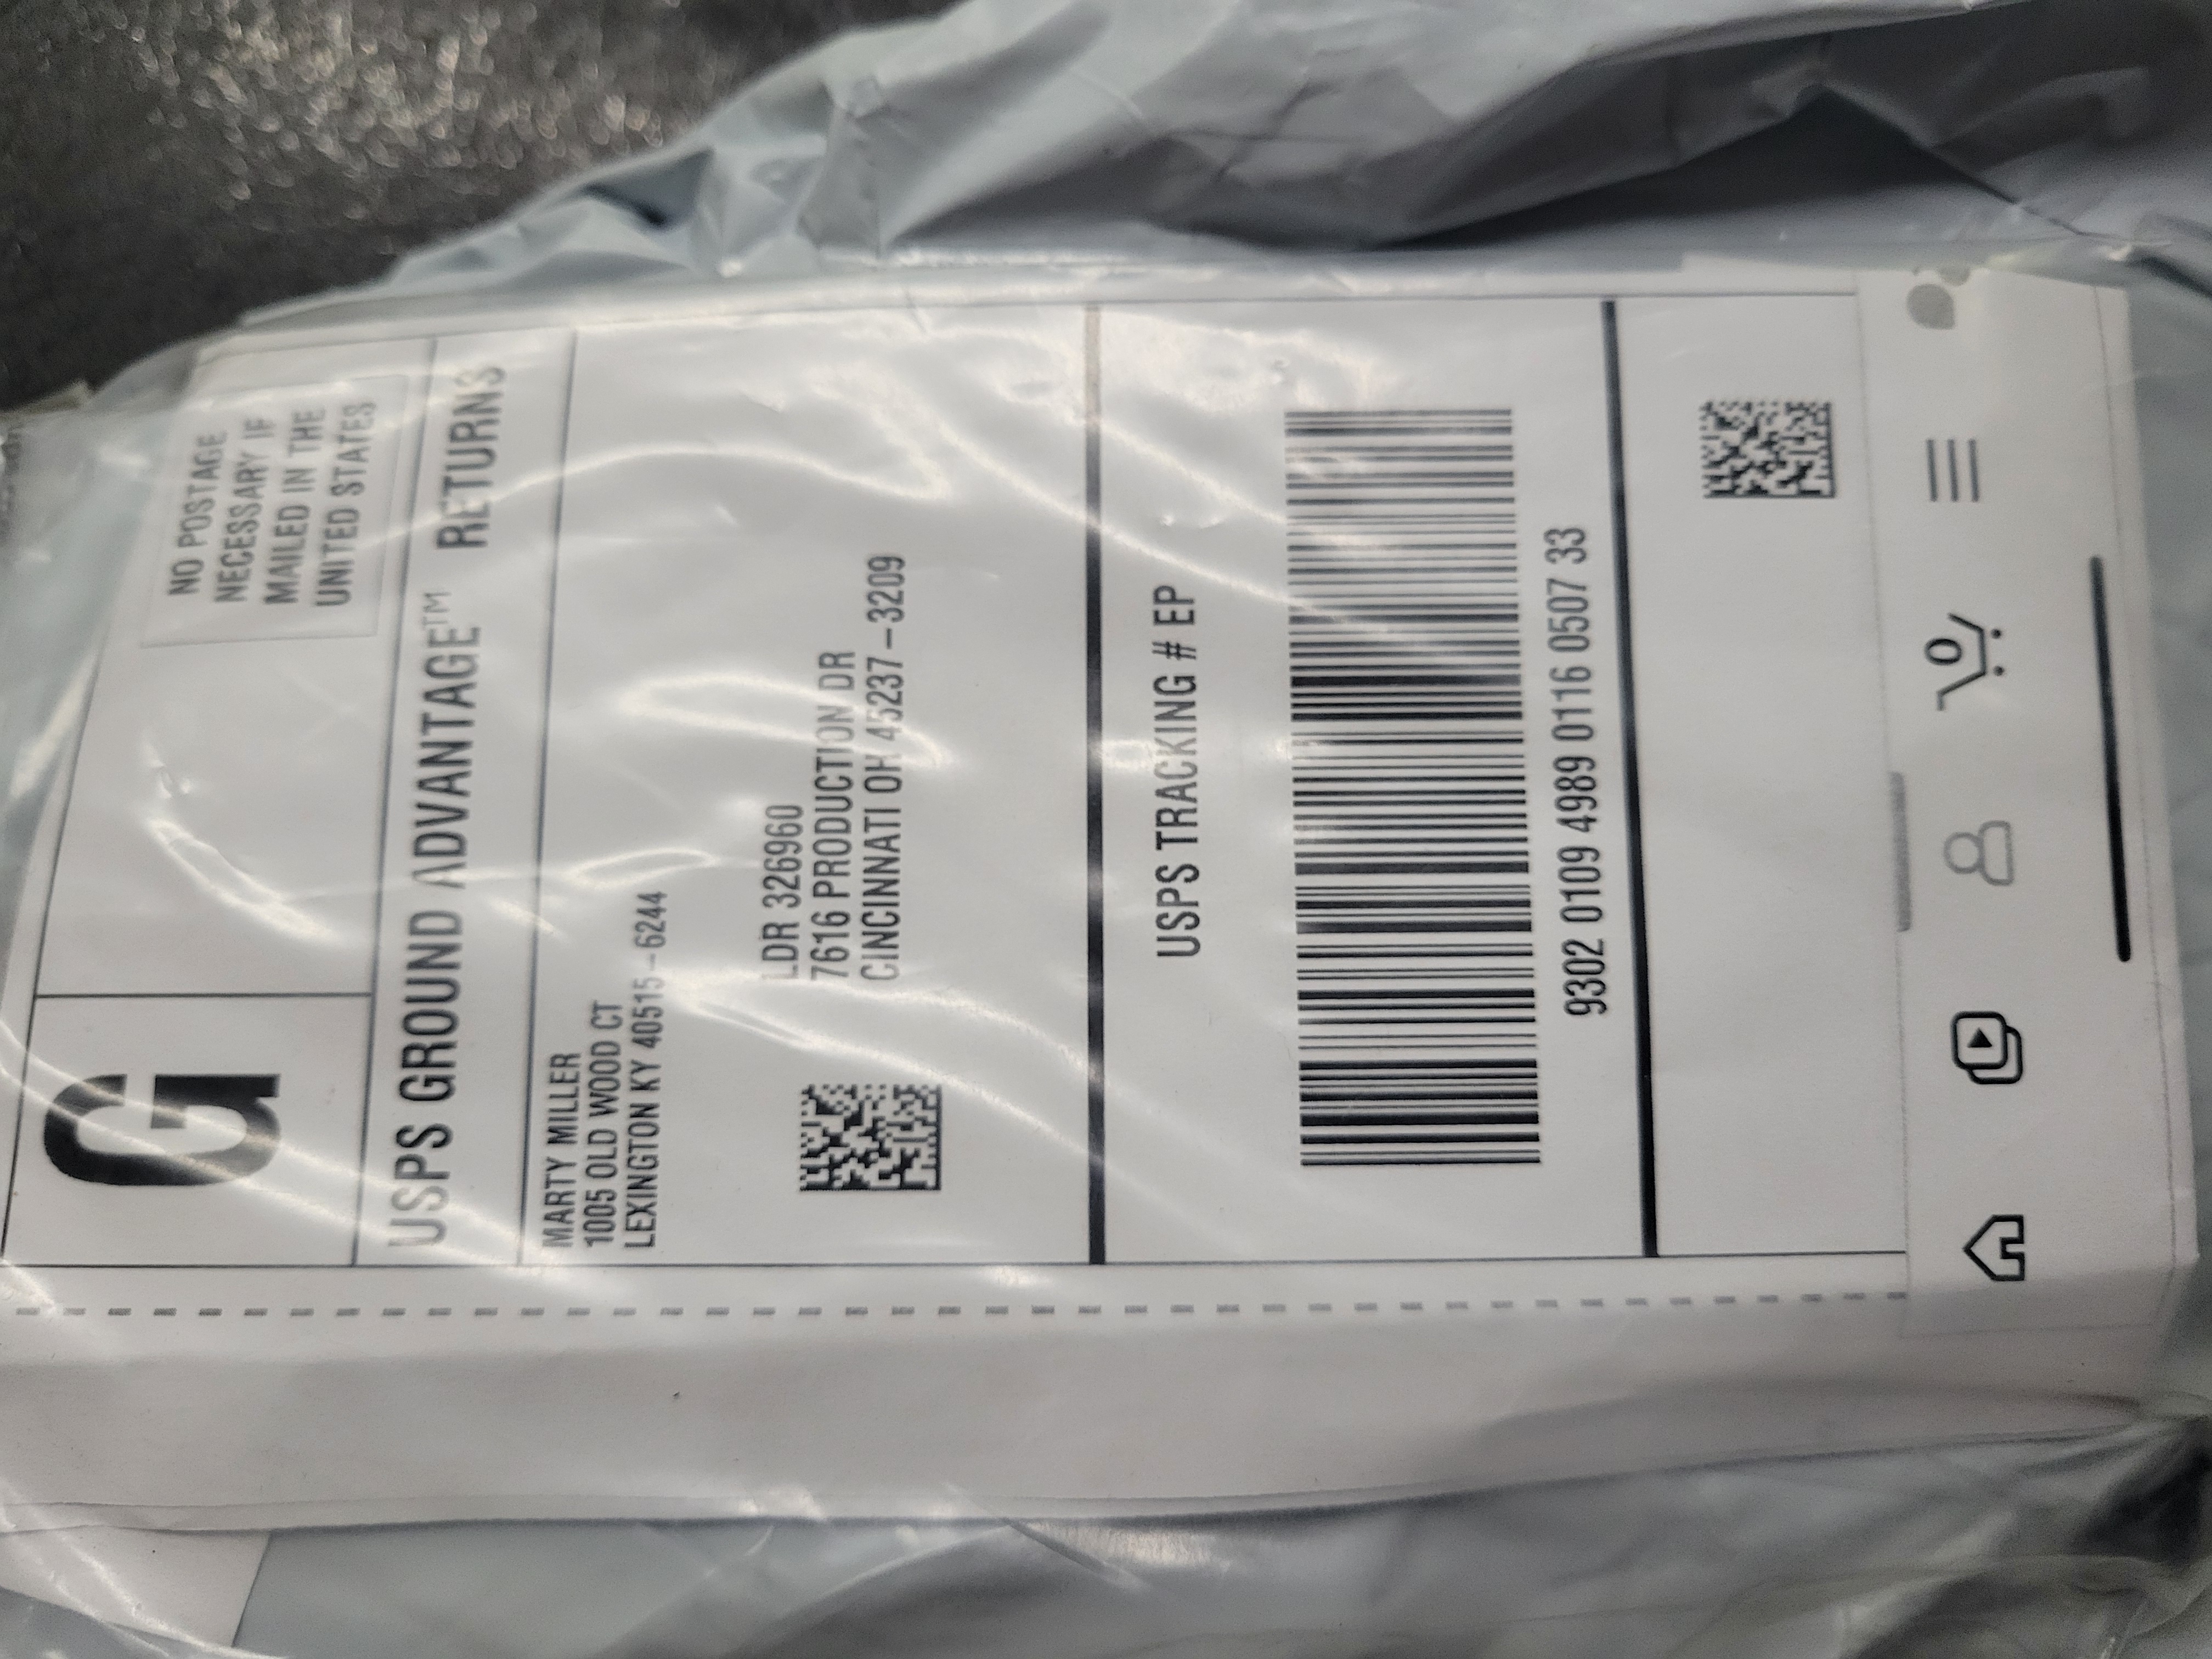 G
NO POSTAGE
NECESSARY IF
MAILED IN THE
UNITED STATES
USPS GROUND ADVANTAGE™ RETURNS
MARTY MILLER
1005 OLD WOOD CT
LEXINGTON KY 40515-6244
LDR 326960
7616 PRODUCTION DR
CINCINNATI OH 45237-3209
USPS TRACKING # EP
9302 0109 4989 0116 0507 33
0